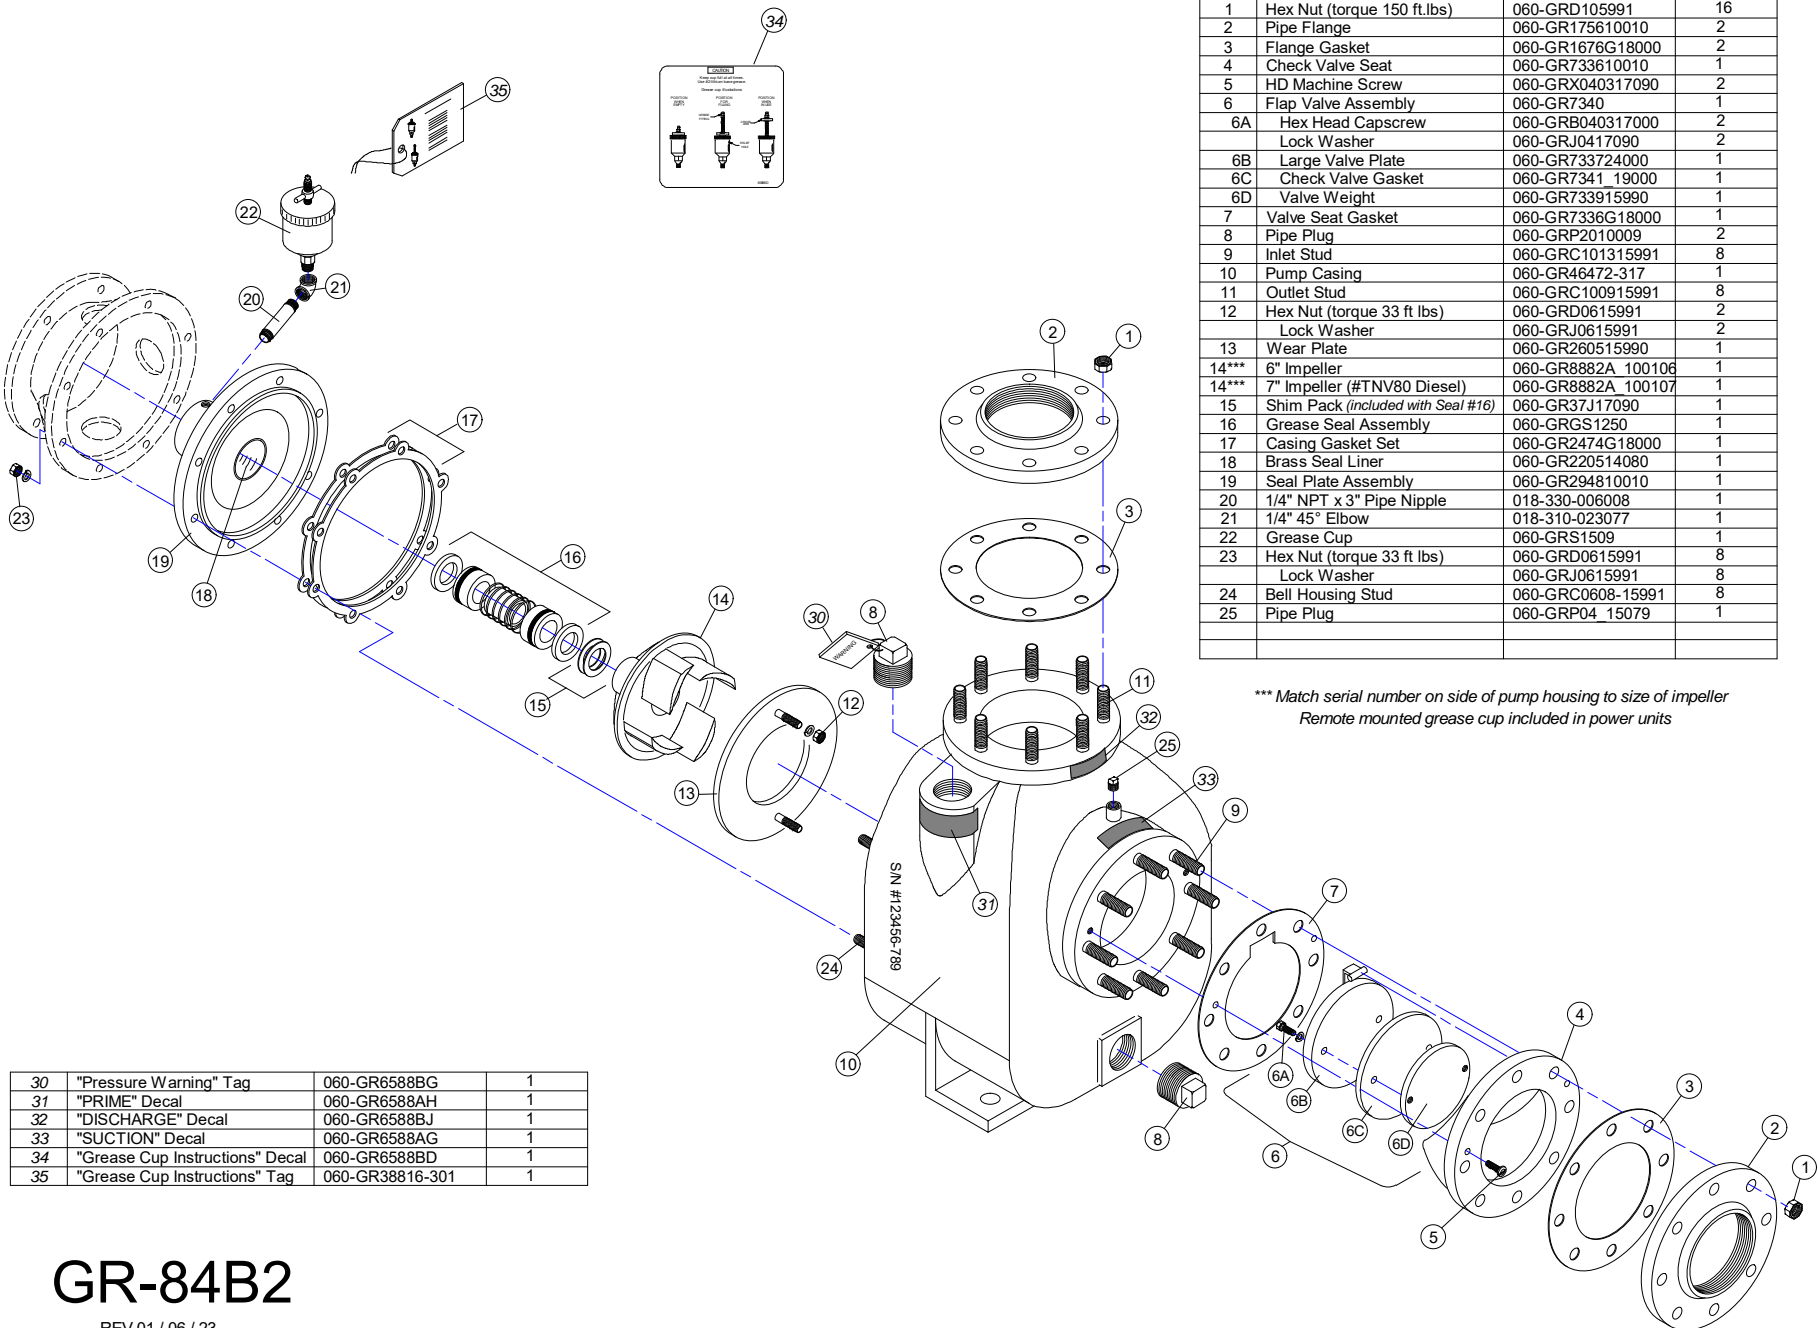 1 Hex Nut (torque 150 ft.lbs) 060-GRD105991 16
2 Pipe Flange 060-GR175610010 2
3 Flange Gasket 060-GR1676G18000 2
4 Check Valve Seat 060-GR733610010 1
5 HD Machine Screw 060-GRX040317090 2
6 Flap Valve Assembly 060-GR7340 1
6A Hex Head Capscrew 060-GRB040317000 2
Lock Washer 060-GRJ0417090 2
6B Large Valve Plate 060-GR733724000 1
6C Check Valve Gasket 060-GR7341_19000 1
6D Valve Weight 060-GR733915990 1
7 Valve Seat Gasket 060-GR7336G18000 1
8 Pipe Plug 060-GRP2010009 2
9 Inlet Stud 060-GRC101315991 8
10 Pump Casing 060-GR46472-317 1
11 Outlet Stud 060-GRC100915991 8
12 Hex Nut (torque 33 ft lbs) 060-GRD0615991 2
Lock Washer 060-GRJ0615991 2
13 Wear Plate 060-GR260515990 1
14*** 6" Impeller 060-GR8882A_100106 1
14*** 7" Impeller (#TNV80 Diesel) 060-GR8882A_100107 1
15 Shim Pack (included with Seal #16) 060-GR37J17090 1
16 Grease Seal Assembly 060-GRGS1250 1
17 Casing Gasket Set 060-GR2474G18000 1
18 Brass Seal Liner 060-GR220514080 1
19 Seal Plate Assembly 060-GR294810010 1
20 1/4" NPT x 3" Pipe Nipple 018-330-006008 1
21 1/4" 45° Elbow 018-310-023077 1
22 Grease Cup 060-GRS1509 1
23 Hex Nut (torque 33 ft lbs) 060-GRD0615991 8
Lock Washer 060-GRJ0615991 8
24 Bell Housing Stud 060-GRC0608-15991 8
25 Pipe Plug 060-GRP04_15079 1
*** Match serial number on side of pump housing to size of impeller
Remote mounted grease cup included in power units
34
CAUTION
35
22
21
20
2
1
17
3
23
19
18
16
14
30
8
WARNING
15
12
11
32
25
13
33
9
31
7
S/N #123456-789
24
4
10
6A
6B
6C
6D
3
8
6
2
1
5
30 "Pressure Warning" Tag 060-GR6588BG 1
31 "PRIME" Decal 060-GR6588AH 1
32 "DISCHARGE" Decal 060-GR6588BJ 1
33 "SUCTION" Decal 060-GR6588AG 1
34 "Grease Cup Instructions" Decal 060-GR6588BD 1
35 "Grease Cup Instructions" Tag 060-GR38816-301 1
GR-84B2
REV 01 / 06 / 23